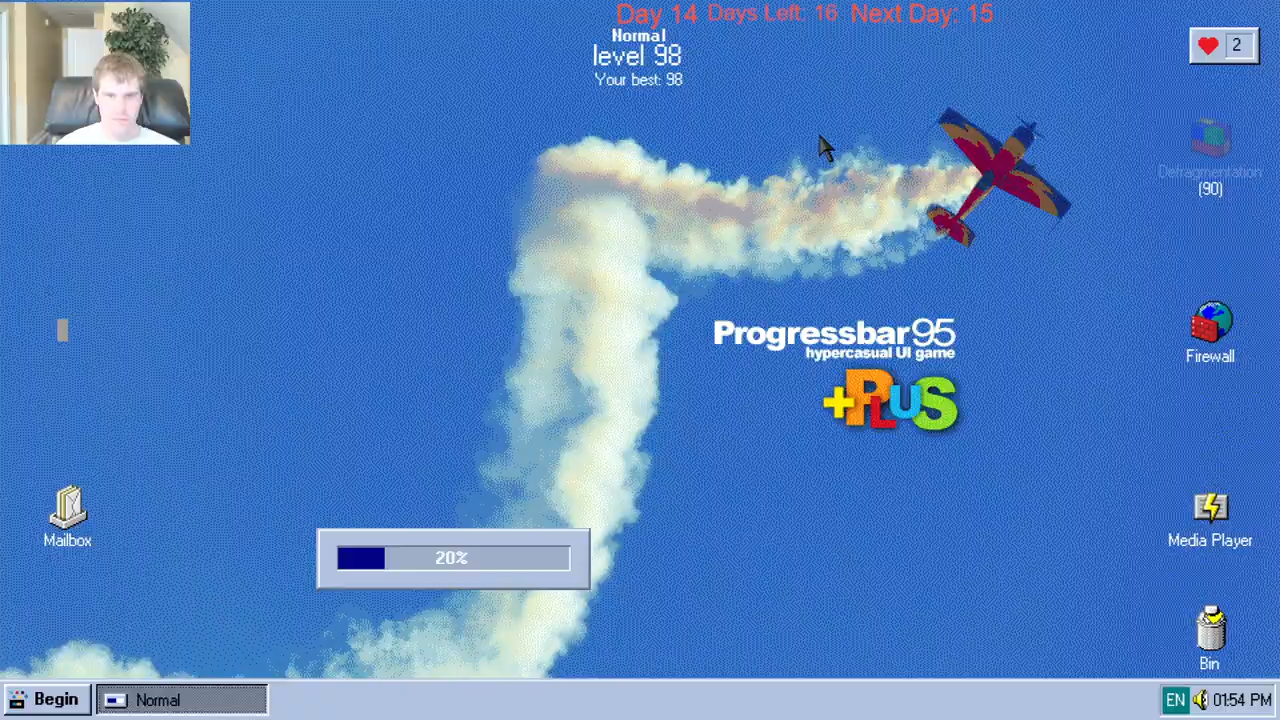 Day 14 Days Left: 16 Next Day: 15
Normal
level 98
Your best: 98
2
Defragmentation
(90)
Progressbar95
hypercasual UI game
+PLUS
Firewall
Mailbox
Media Player
20%
Bin
Begin
Normal
EN
01:54 PM